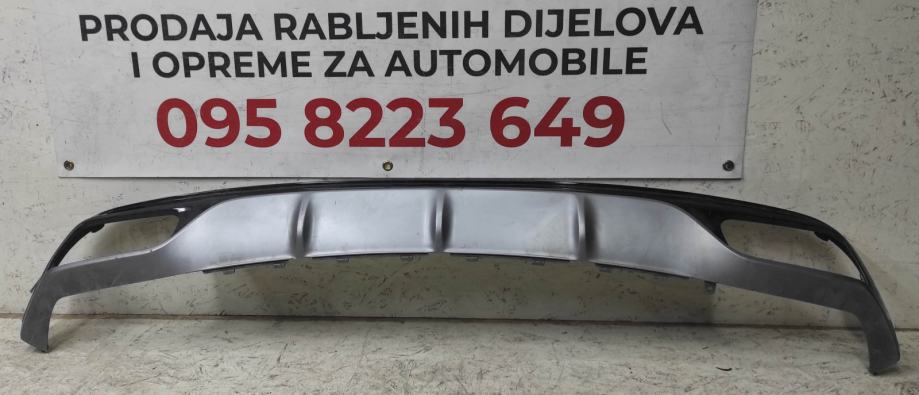 PRODAJA RABLJENIH DIJELOVA
I OPREME ZA AUTOMOBILE
095 8223 649